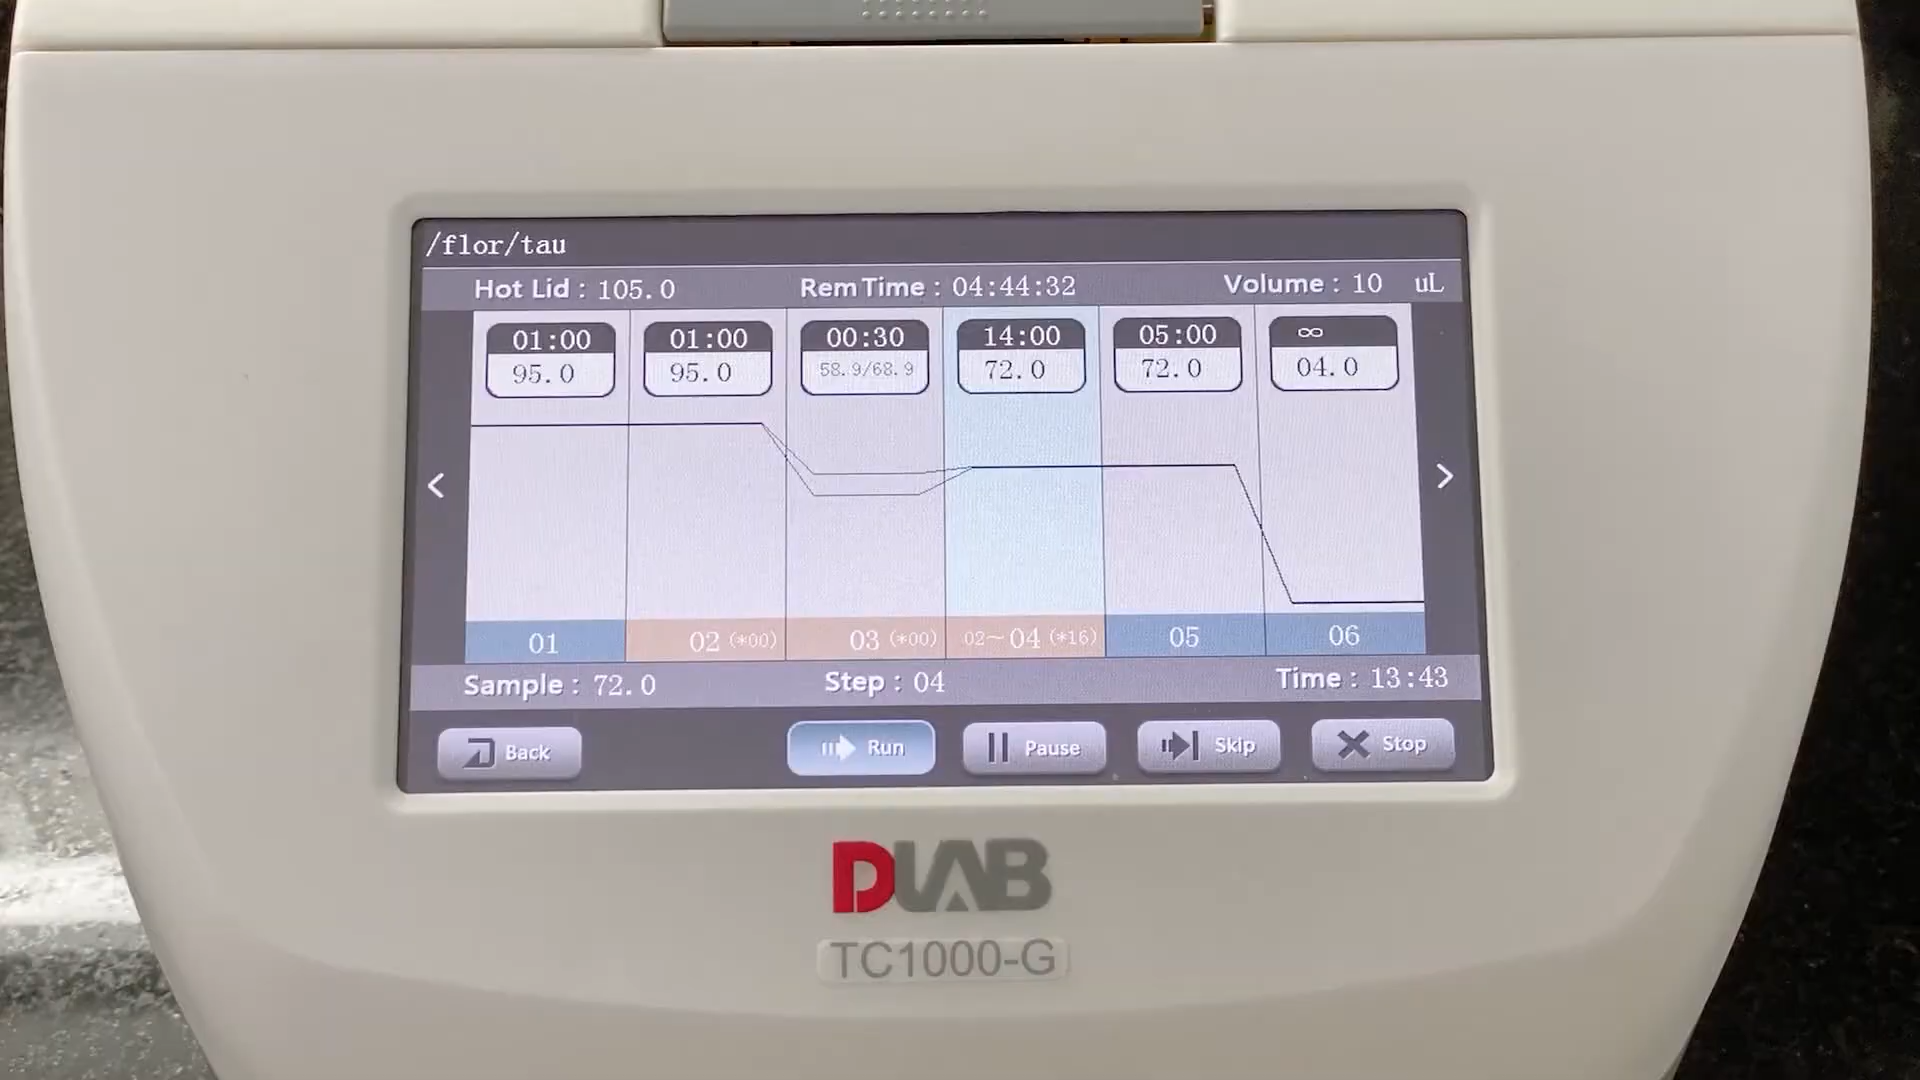 /flor/tau
Hot Lid : 105.0 Rem Time : 04:44:32 Volume : 10 uL
01:00 01:00 00:30 14:00 05:00 ∞
95.0 95.0 58.9/68.9 72.0 72.0 04.0
< >
01 02 (*00) 03 (*00) 02~04 (*16) 05 06
Sample : 72.0 Step : 04 Time : 13:43
Back Run Pause Skip Stop
DLAB
TC1000-G